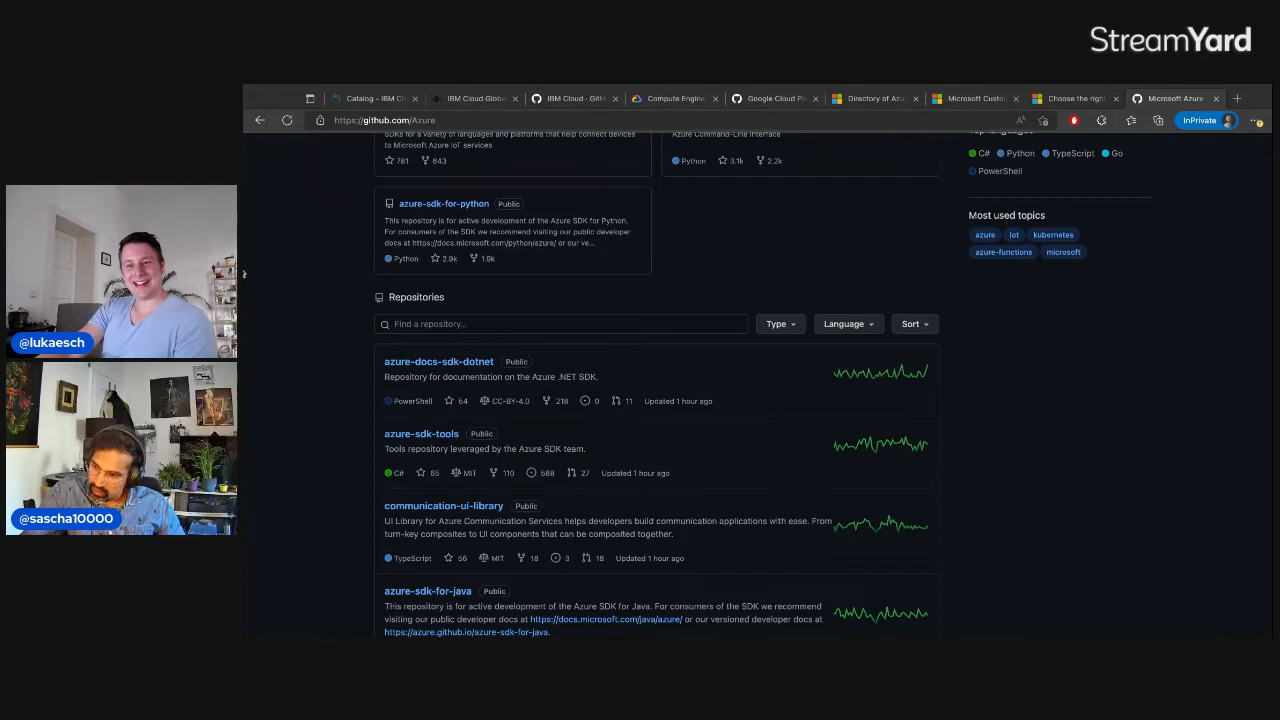 StreamYard
Catalog - IBM Cl
IBM Cloud Globa
IBM Cloud · GitH
Compute Engine
Google Cloud Pla
Directory of Az
Microsoft Custo
Choose the right
Microsoft Azure
https://github.com/Azure
InPrivate
SDKs for a variety of languages and platforms that help connect devices
to Microsoft Azure IoT services
781 643
Azure Command-Line Interface
Python 3.1k 2.2k
azure-sdk-for-python Public
This repository is for active development of the Azure SDK for Python.
For consumers of the SDK we recommend visiting our public developer
docs at https://docs.microsoft.com/python/azure/ or our ve...
Python 2.9k 1.9k
Top languages
C# Python TypeScript Go
PowerShell
Most used topics
azure iot kubernetes
azure-functions microsoft
Repositories
Find a repository...
Type
Language
Sort
azure-docs-sdk-dotnet Public
Repository for documentation on the Azure .NET SDK.
PowerShell 64 CC-BY-4.0 218 0 11 Updated 1 hour ago
azure-sdk-tools Public
Tools repository leveraged by the Azure SDK team.
C# 65 MIT 110 588 27 Updated 1 hour ago
communication-ui-library Public
UI Library for Azure Communication Services helps developers build communication applications with ease. From
turn-key composites to UI components that can be composited together.
TypeScript 56 MIT 18 3 18 Updated 1 hour ago
azure-sdk-for-java Public
This repository is for active development of the Azure SDK for Java. For consumers of the SDK we recommend
visiting our public developer docs at https://docs.microsoft.com/java/azure/ or our versioned developer docs at
https://azure.github.io/azure-sdk-for-java.
@lukaesch
@sascha10000